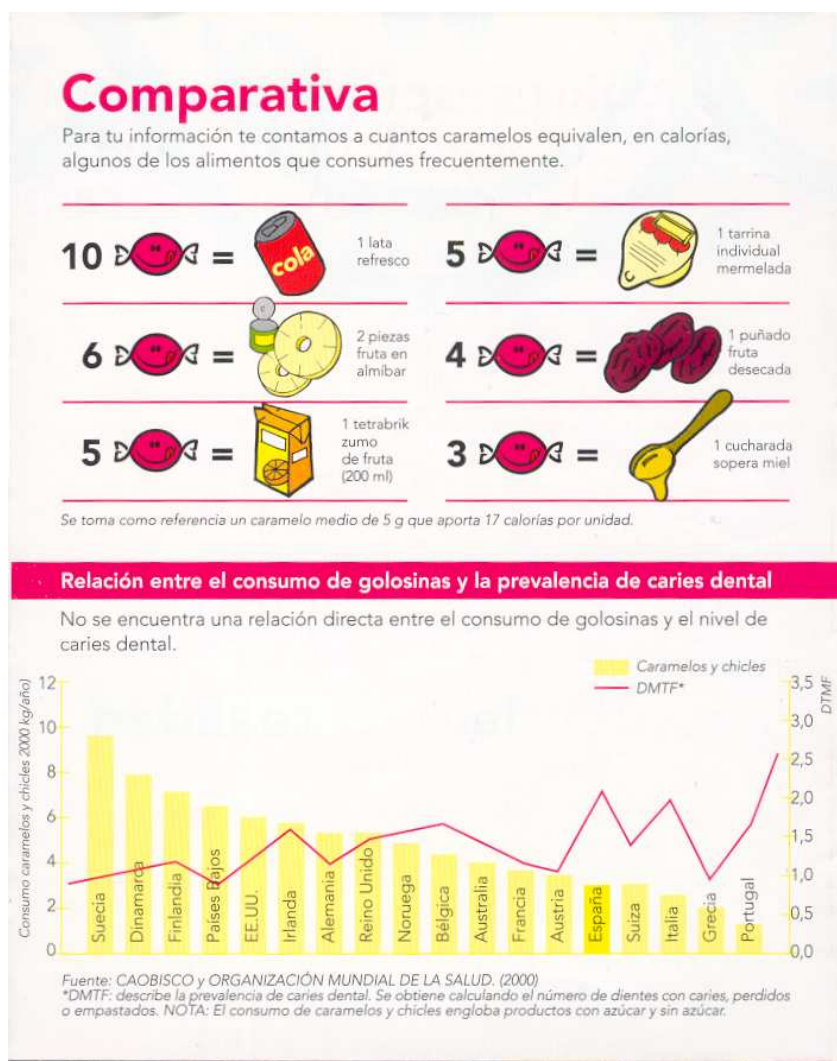 Comparativa
Para tu información te contamos a cuantos caramelos equivalen, en calorías,
algunos de los alimentos que consumes frecuentemente.
10 = cola 1 lata
refresco
5 = 1 tarrina
individual
mermelada
6 = 2 piezas
fruta en
almíbar
4 = 1 puñado
fruta
desecada
5 = 1 tetrabrik
zumo
de fruta
(200 ml)
3 = 1 cucharada
sopera miel
Se toma como referencia un caramelo medio de 5 g que aporta 17 calorías por unidad.
Relación entre el consumo de golosinas y la prevalencia de caries dental
No se encuentra una relación directa entre el consumo de golosinas y el nivel de
caries dental.
Caramelos y chicles
DMTF*
Consumo caramelos y chicles 2000 kg/año)
12
10
8
6
4
2
0
3,5
3,0
2,5
2,0
1,5
1,0
0,5
0,0
DTMF
Suecia
Dinamarca
Finlandia
Países Bajos
EE.UU.
Irlanda
Alemania
Reino Unido
Noruega
Bélgica
Australia
Francia
Austria
España
Suiza
Italia
Grecia
Portugal
Fuente: CAOBISCO y ORGANIZACIÓN MUNDIAL DE LA SALUD. (2000)
*DMTF: describe la prevalencia de caries dental. Se obtiene calculando el número de dientes con caries, perdidos
o empastados. NOTA: El consumo de caramelos y chicles engloba productos con azúcar y sin azúcar.